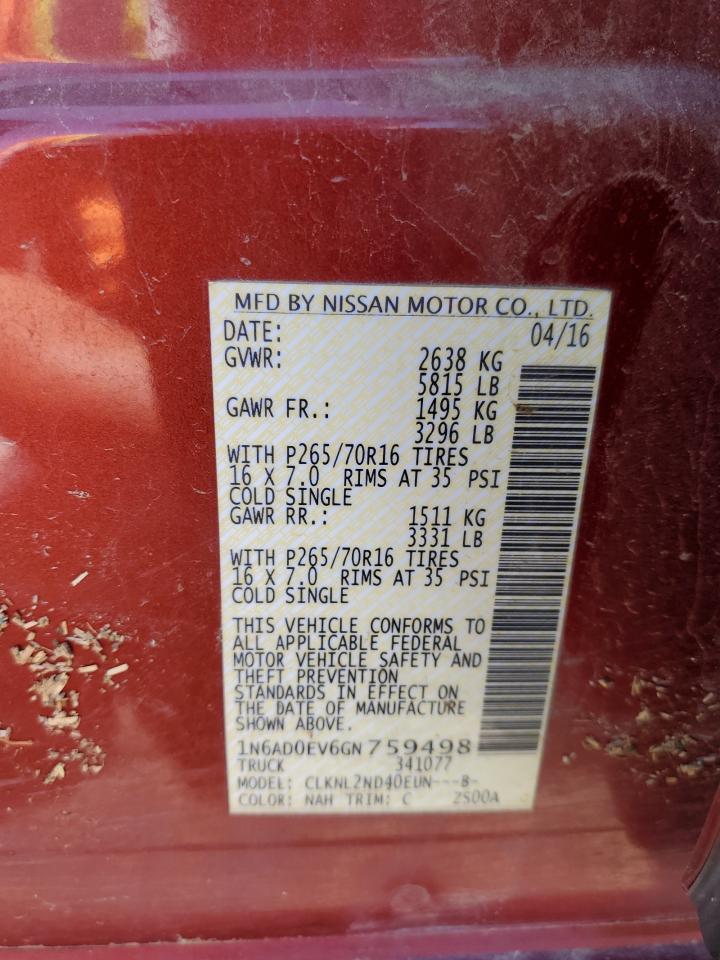 MFD BY NISSAN MOTOR CO., LTD.
DATE: 04/16
GVWR: 2638 KG
5815 LB
GAWR FR.: 1495 KG
3296 LB
WITH P265/70R16 TIRES
16 X 7.0 RIMS AT 35 PSI
COLD SINGLE
GAWR RR.: 1511 KG
3331 LB
WITH P265/70R16 TIRES
16 X 7.0 RIMS AT 35 PSI
COLD SINGLE
THIS VEHICLE CONFORMS TO
ALL APPLICABLE FEDERAL
MOTOR VEHICLE SAFETY AND
THEFT PREVENTION
STANDARDS IN EFFECT ON
THE DATE OF MANUFACTURE
SHOWN ABOVE.
1N6AD0EV6GN 759498
TRUCK 341077
MODEL: CLKNL2ND40EUN---B-
COLOR: NAH TRIM: C 2S00A